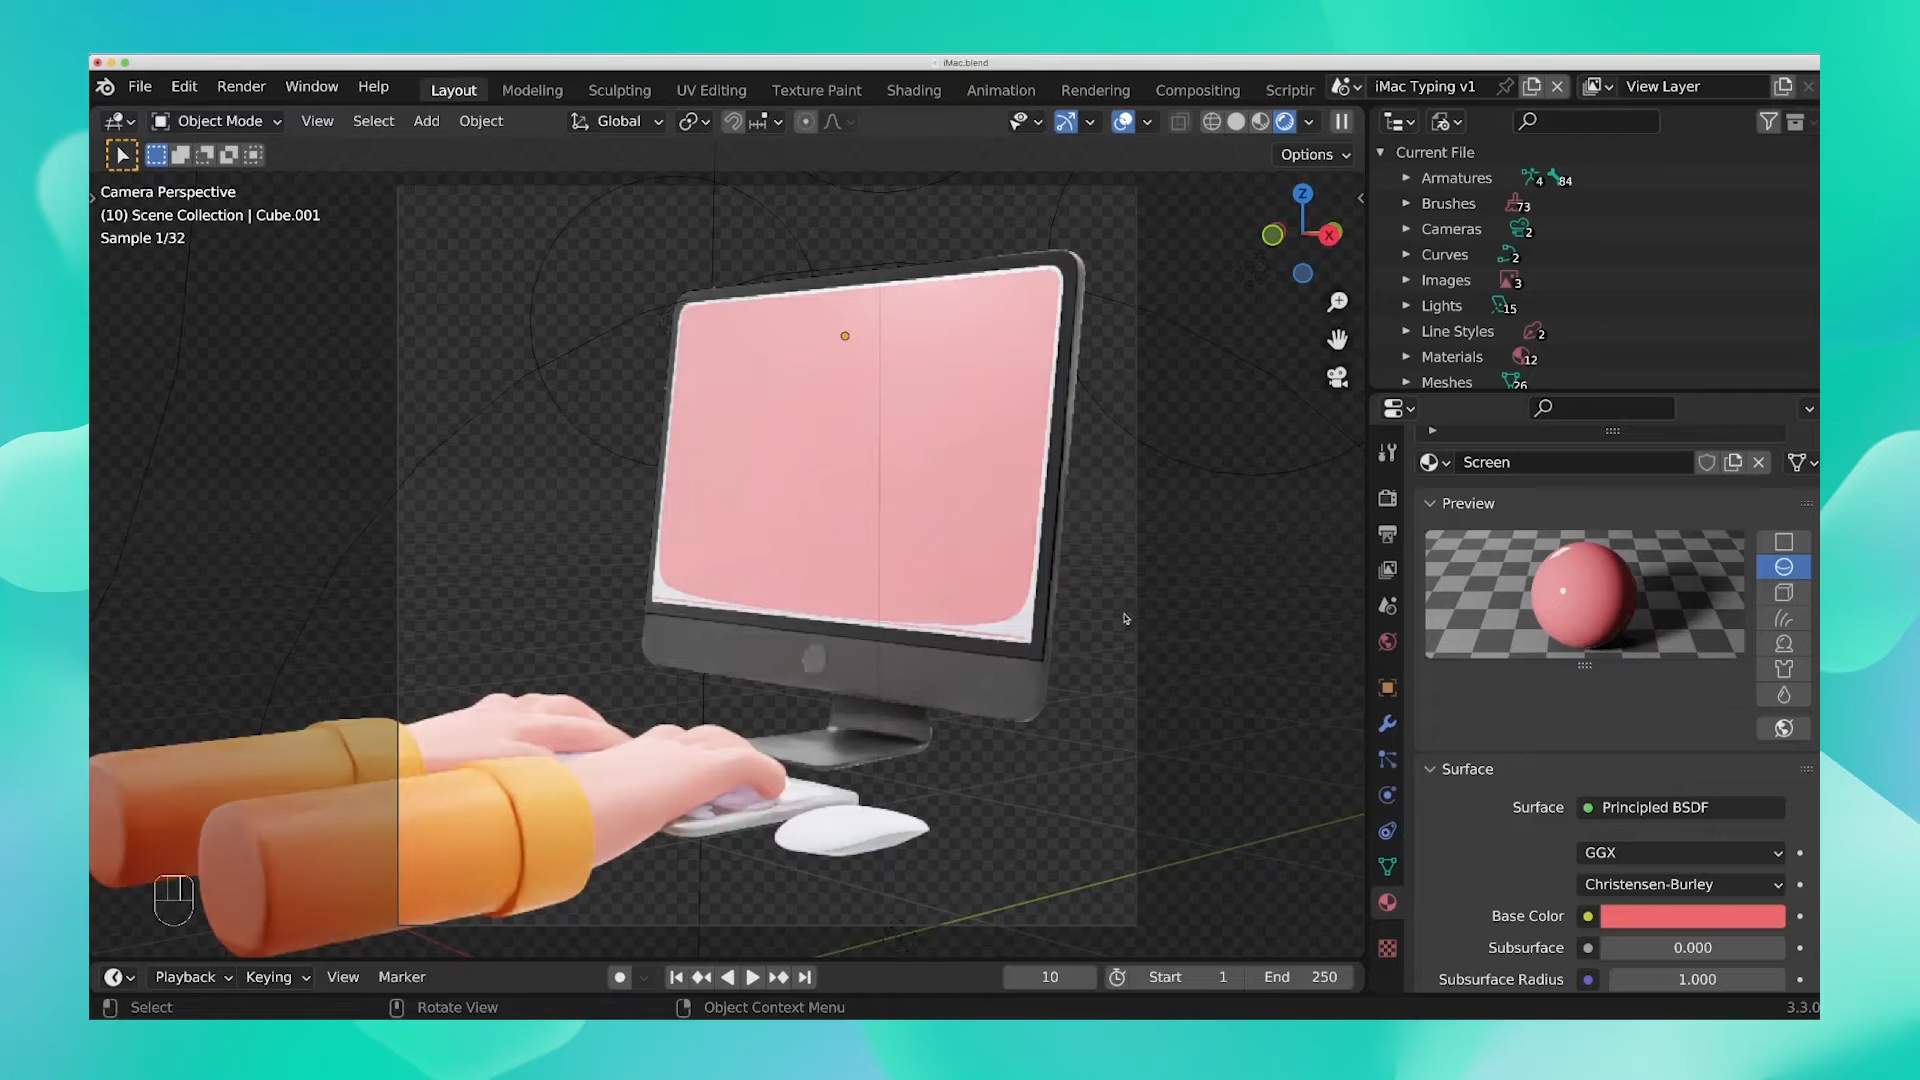 iMac.blend
File Edit Render Window Help
Layout Modeling Sculpting UV Editing Texture Paint Shading Animation Rendering Compositing Scriptin
iMac Typing v1
View Layer
Object Mode View Select Add Object
Global
Options
Camera Perspective
(10) Scene Collection | Cube.001
Sample 1/32
Z
X
Current File
Armatures 4 84
Brushes 73
Cameras 2
Curves 2
Images 3
Lights 15
Line Styles 2
Materials 12
Meshes 26
Screen
Preview
Surface
Surface Principled BSDF
GGX
Christensen-Burley
Base Color
Subsurface 0.000
Subsurface Radius 1.000
Playback Keying View Marker
10 Start 1 End 250
Select Rotate View Object Context Menu
3.3.0